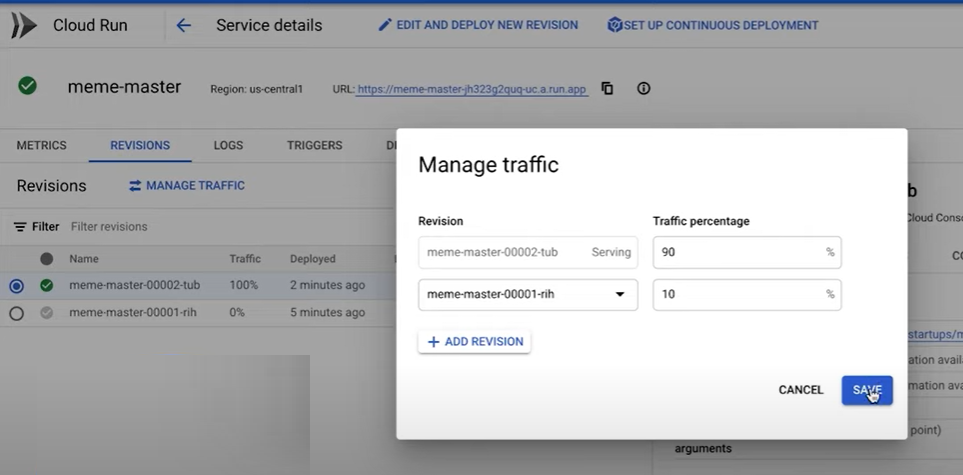 Cloud Run
Service details
EDIT AND DEPLOY NEW REVISION
SET UP CONTINUOUS DEPLOYMENT
meme-master
Region: us-central1
URL: https://meme-master-jh323g2quq-uc.a.run.app
METRICS
REVISIONS
LOGS
TRIGGERS
Revisions
MANAGE TRAFFIC
Filter Filter revisions
Name Traffic Deployed
meme-master-00002-tub 100% 2 minutes ago
meme-master-00001-rih 0% 5 minutes ago
Manage traffic
Revision Traffic percentage
meme-master-00002-tub Serving 90 %
meme-master-00001-rih 10 %
+ ADD REVISION
CANCEL SAVE
b
Cloud Cons
startups/m
ation avail
mation ava
point)
arguments